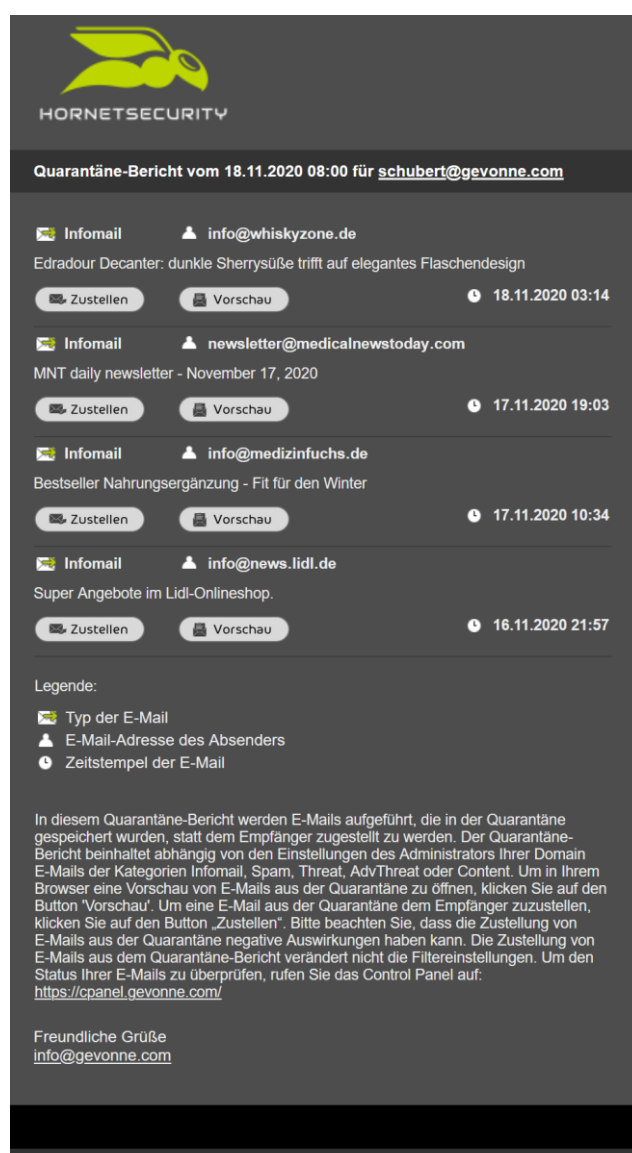 HORNETSECURITY
Quarantäne-Bericht vom 18.11.2020 08:00 für schubert@gevonne.com
Infomail info@whiskyzone.de
Edradour Decanter: dunkle Sherrysüße trifft auf elegantes Flaschendesign
Zustellen Vorschau 18.11.2020 03:14
Infomail newsletter@medicalnewstoday.com
MNT daily newsletter - November 17, 2020
Zustellen Vorschau 17.11.2020 19:03
Infomail info@medizinfuchs.de
Bestseller Nahrungsergänzung - Fit für den Winter
Zustellen Vorschau 17.11.2020 10:34
Infomail info@news.lidl.de
Super Angebote im Lidl-Onlineshop.
Zustellen Vorschau 16.11.2020 21:57
Legende:
Typ der E-Mail
E-Mail-Adresse des Absenders
Zeitstempel der E-Mail
In diesem Quarantäne-Bericht werden E-Mails aufgeführt, die in der Quarantäne
gespeichert wurden, statt dem Empfänger zugestellt zu werden. Der Quarantäne-
Bericht beinhaltet abhängig von den Einstellungen des Administrators Ihrer Domain
E-Mails der Kategorien Infomail, Spam, Threat, AdvThreat oder Content. Um in Ihrem
Browser eine Vorschau von E-Mails aus der Quarantäne zu öffnen, klicken Sie auf den
Button 'Vorschau'. Um eine E-Mail aus der Quarantäne dem Empfänger zuzustellen,
klicken Sie auf den Button „Zustellen“. Bitte beachten Sie, dass die Zustellung von
E-Mails aus der Quarantäne negative Auswirkungen haben kann. Die Zustellung von
E-Mails aus dem Quarantäne-Bericht verändert nicht die Filtereinstellungen. Um den
Status Ihrer E-Mails zu überprüfen, rufen Sie das Control Panel auf:
https://cpanel.gevonne.com/
Freundliche Grüße
info@gevonne.com